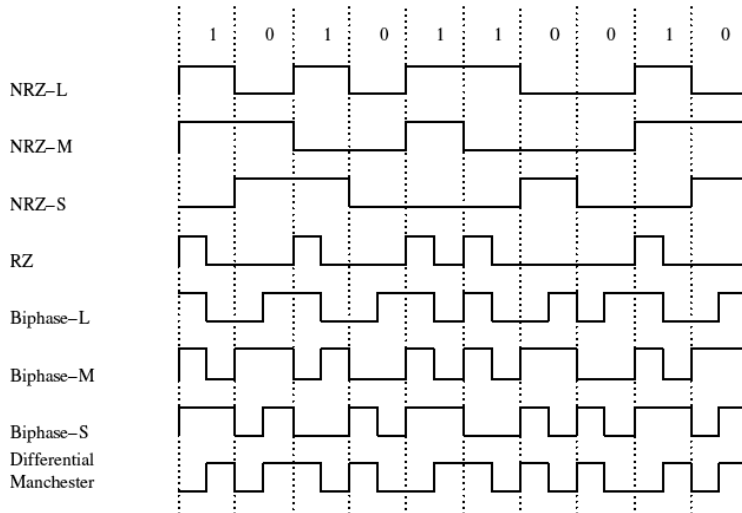 1 0 1 0 1 1 0 0 1 0
NRZ–L
NRZ–M
NRZ–S
RZ
Biphase–L
Biphase–M
Biphase–S
Differential
Manchester